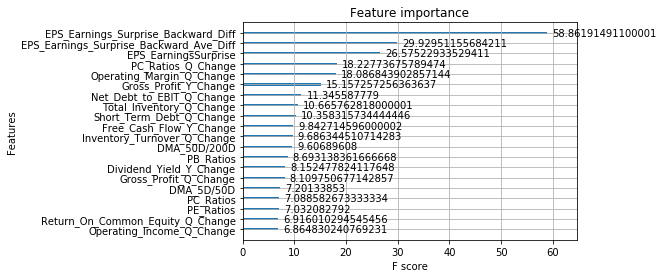 Feature importance
EPS_Earnings_Surprise_Backward_Diff 58.86191491100001
EPS_Earnings_Surprise_Backward_Ave_Diff 29.92951155684211
EPS_EarningsSurprise 26.57522933529411
PC_Ratios_Q_Change 18.22773675789474
Operating_Margin_Q_Change 18.086843902857144
Gross_Profit_Y_Change 15.157257256363637
Net_Debt_to_EBIT_Q_Change 11.345587779
Total_Inventory_Q_Change 10.665762818000001
Short_Term_Debt_Q_Change 10.358315734444446
Free_Cash_Flow_Y_Change 9.842714596000002
Inventory_Turnover_Q_Change 9.686344510714283
DMA_50D/200D 9.60689608
PB_Ratios 8.693138361666668
Dividend_Yield_Y_Change 8.152477824117648
Gross_Profit_Q_Change 8.109750677142857
DMA_5D/50D 7.20133853
PC_Ratios 7.088582673333334
PE_Ratios 7.032082792
Return_On_Common_Equity_Q_Change 6.916010294545456
Operating_Income_Q_Change 6.864830240769231
0 10 20 30 40 50 60
F score
Features